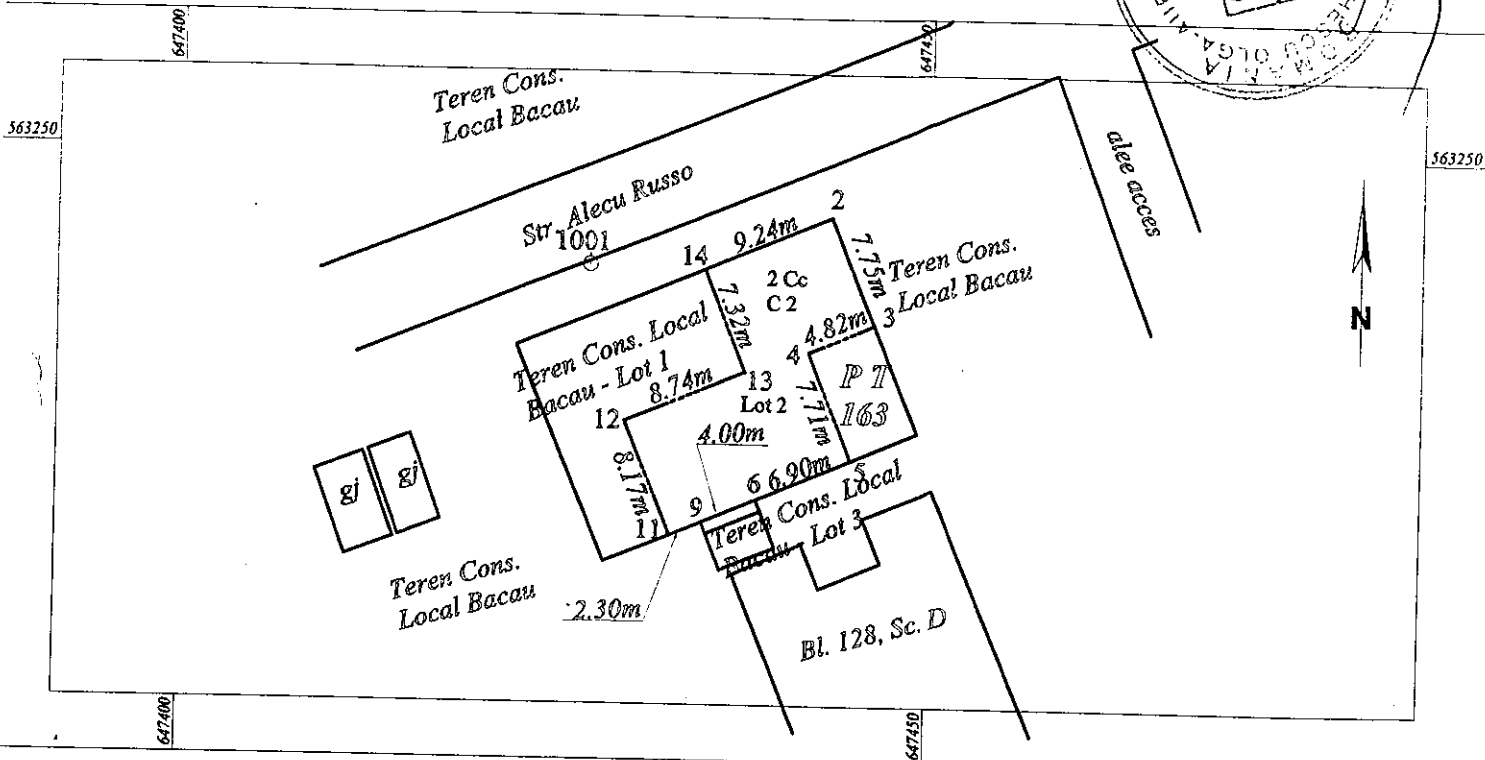 647400
647450
Teren Cons.
Local Bacau
563250
563250
alee acces
Str. Alecu Russo
1001
14
9.24m
2
7.75m
Teren Cons.
Local Bacau
2 Cc
C 2
7.32m
4.82m
3
4
Teren Cons. Local
Bacau - Lot 1
8.74m
13
Lot 2
P T
163
7.71m
12
4.00m
N
8.17m
gj
gj
6
6.90m
5
9
11
Teren Cons. Local
Bacau - Lot 3
Teren Cons.
Local Bacau
2.30m
Bl. 128, Sc. D
647400
647450